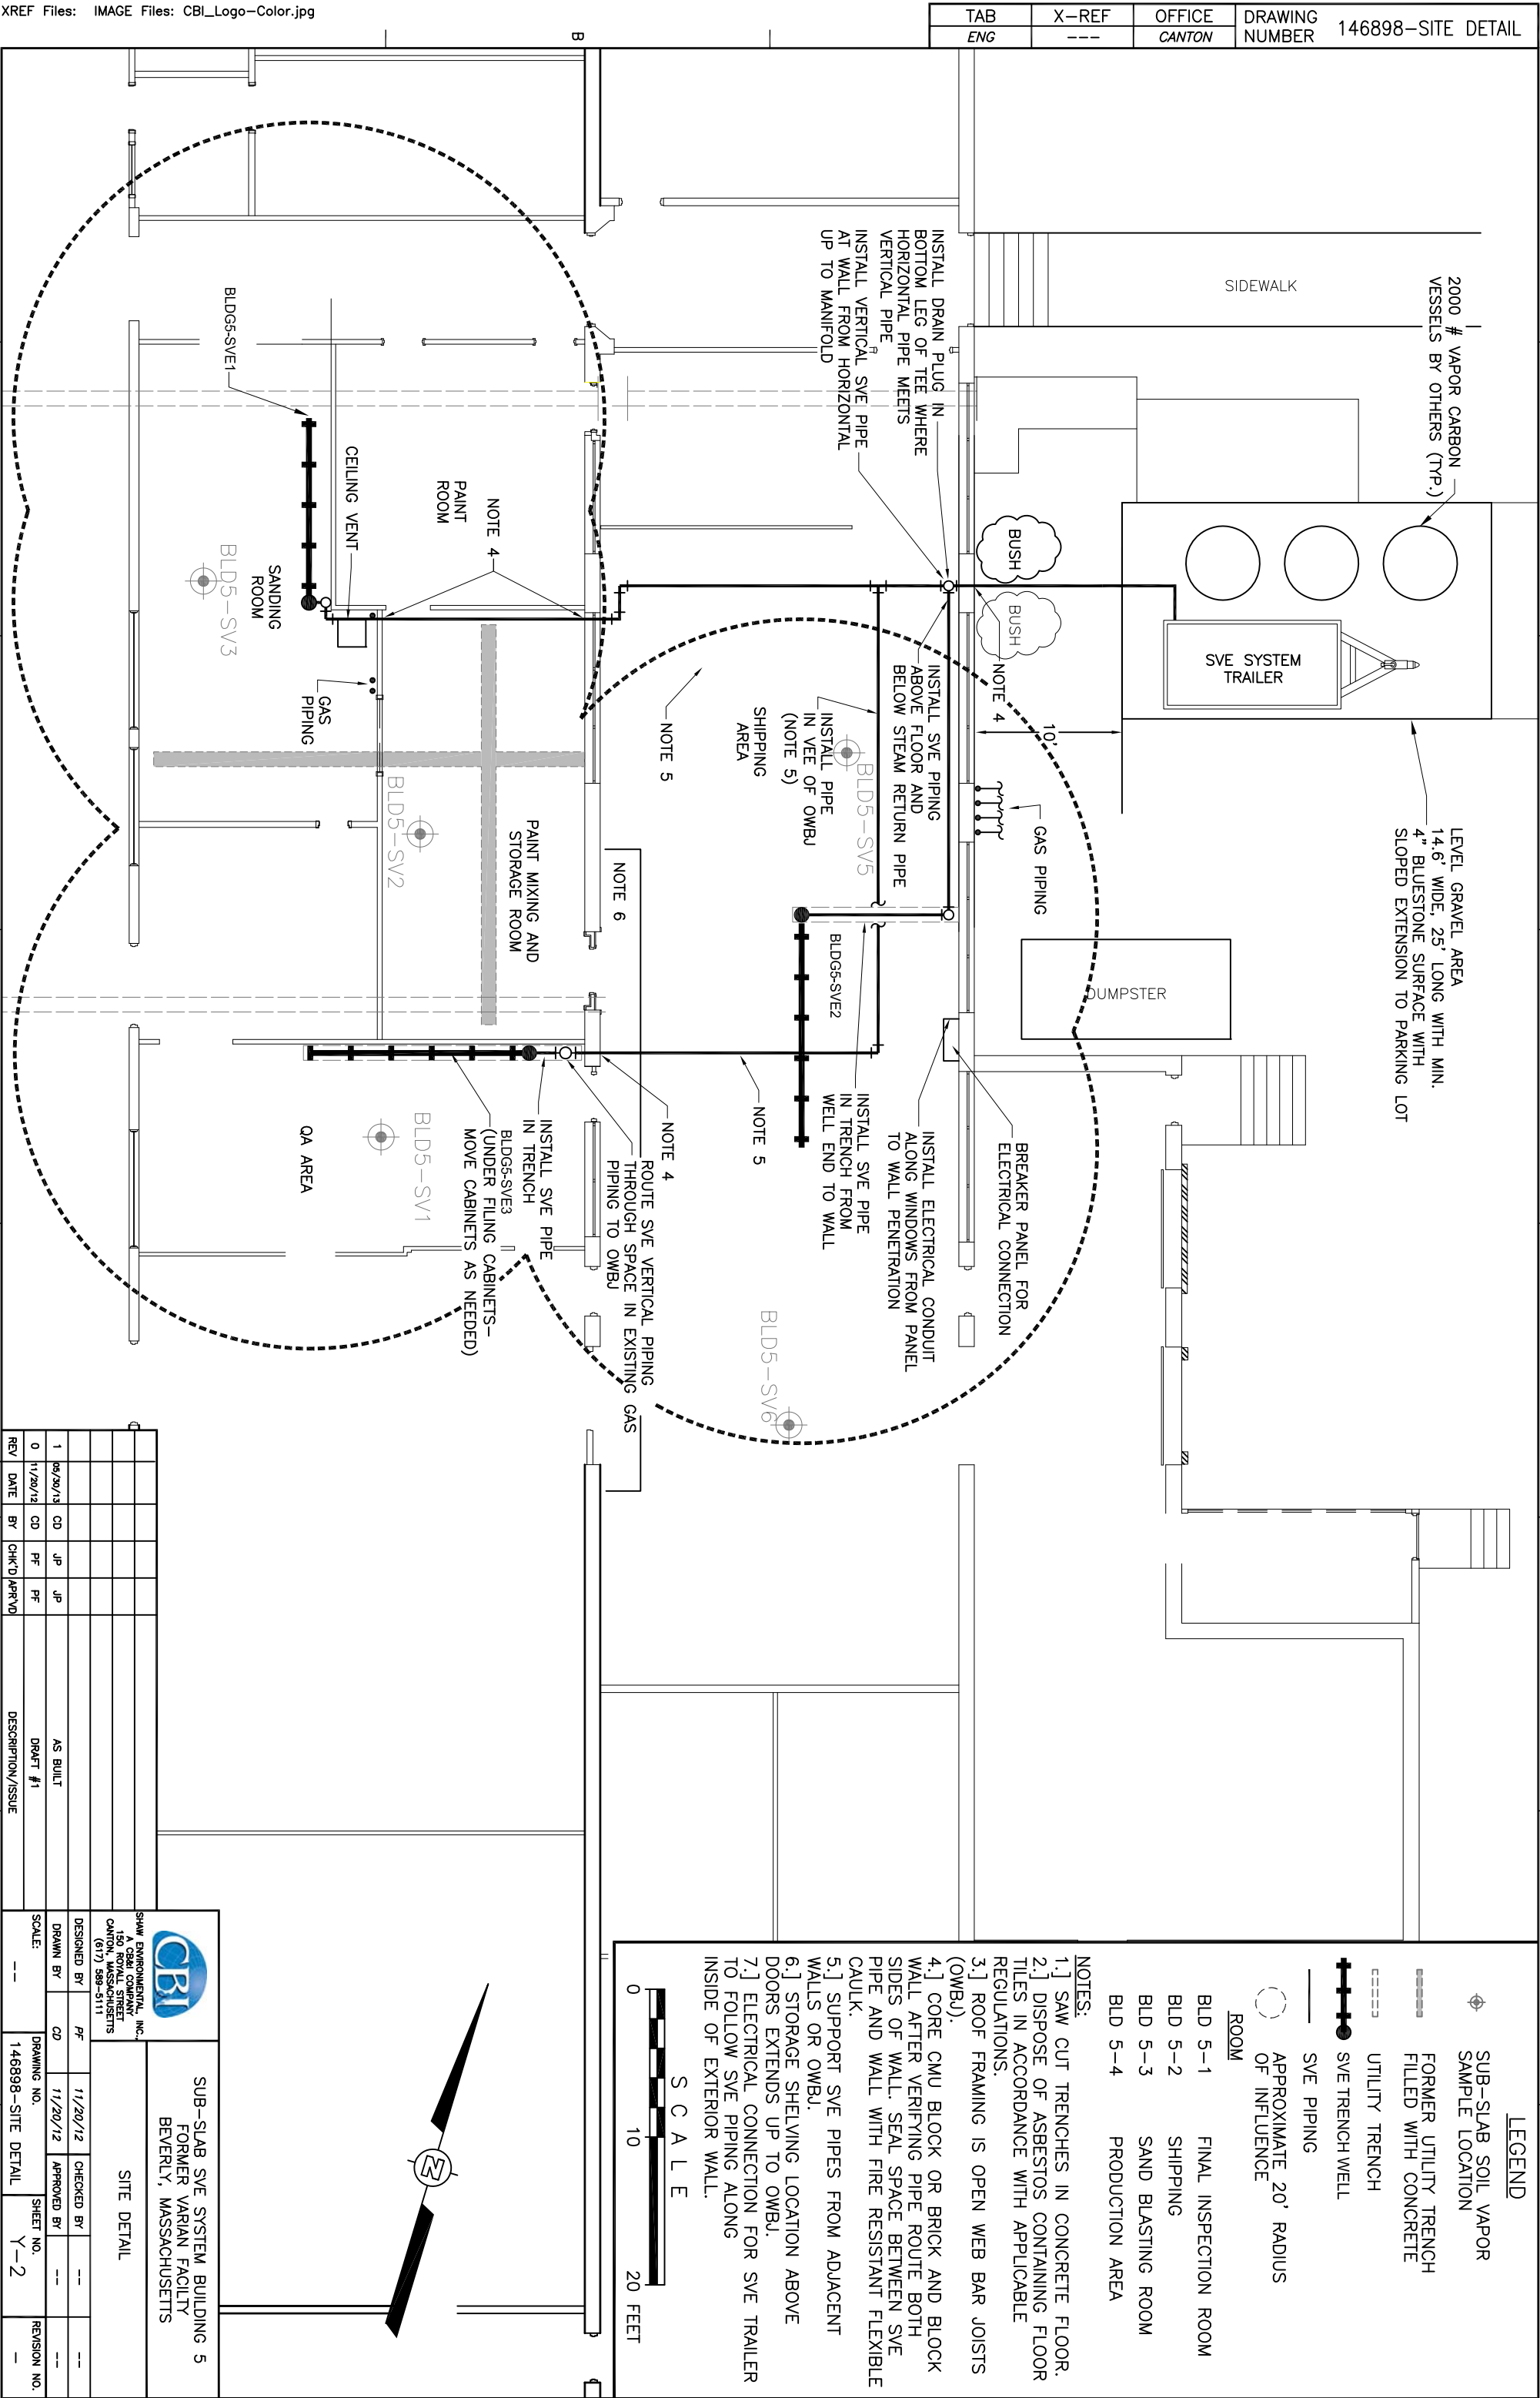 XREF Files: IMAGE Files: CBI_Logo-Color.jpg
TAB
X-REF
OFFICE
DRAWING
NUMBER
146898-SITE DETAIL
ENG
---
CANTON
B
SIDEWALK
2000 # VAPOR CARBON
VESSELS BY OTHERS (TYP.)
INSTALL DRAIN PLUG IN
BOTTOM LEG OF TEE WHERE
HORIZONTAL PIPE MEETS
VERTICAL PIPE
INSTALL VERTICAL SVE PIPE
AT WALL FROM HORIZONTAL
UP TO MANIFOLD
BLDG5-SVE1
CEILING VENT
PAINT
ROOM
NOTE 4
BUSH
BUSH
SVE SYSTEM
TRAILER
LEVEL GRAVEL AREA
14.6' WIDE, 25' LONG WITH MIN.
4" BLUESTONE SURFACE WITH
SLOPED EXTENSION TO PARKING LOT
SANDING
ROOM
BLD5-SV3
GAS
PIPING
NOTE 4
10'
GAS PIPING
INSTALL SVE PIPING
ABOVE FLOOR AND
BELOW STEAM RETURN PIPE
INSTALL PIPE
IN VEE OF OWBJ
(NOTE 5)
SHIPPING
AREA
NOTE 5
BLD5-SV5
BLD5-SV2
PAINT MIXING AND
STORAGE ROOM
NOTE 6
BLDG5-SVE2
DUMPSTER
BREAKER PANEL FOR
ELECTRICAL CONNECTION
INSTALL ELECTRICAL CONDUIT
ALONG WINDOWS FROM PANEL
TO WALL PENETRATION
INSTALL SVE PIPE
IN TRENCH FROM
WELL END TO WALL
NOTE 5
NOTE 4
ROUTE SVE VERTICAL PIPING
THROUGH SPACE IN EXISTING GAS
PIPING TO OWBJ
INSTALL SVE PIPE
IN TRENCH
BLDG5-SVE3
(UNDER FILING CABINETS-
MOVE CABINETS AS NEEDED)
BLD5-SV1
QA AREA
BLD5-SV6
LEGEND
SUB-SLAB SOIL VAPOR
SAMPLE LOCATION
FORMER UTILITY TRENCH
FILLED WITH CONCRETE
UTILITY TRENCH
SVE TRENCH WELL
SVE PIPING
APPROXIMATE 20' RADIUS
OF INFLUENCE
ROOM
BLD 5-1 FINAL INSPECTION ROOM
BLD 5-2 SHIPPING
BLD 5-3 SAND BLASTING ROOM
BLD 5-4 PRODUCTION AREA
NOTES:
1.] SAW CUT TRENCHES IN CONCRETE FLOOR.
2.] DISPOSE OF ASBESTOS CONTAINING FLOOR
TILES IN ACCORDANCE WITH APPLICABLE
REGULATIONS.
3.] ROOF FRAMING IS OPEN WEB BAR JOISTS
(OWBJ).
4.] CORE CMU BLOCK OR BRICK AND BLOCK
WALL AFTER VERIFYING PIPE ROUTE BOTH
SIDES OF WALL. SEAL SPACE BETWEEN SVE
PIPE AND WALL WITH FIRE RESISTANT FLEXIBLE
CAULK.
5.] SUPPORT SVE PIPES FROM ADJACENT
WALLS OR OWBJ.
6.] STORAGE SHELVING LOCATION ABOVE
DOORS EXTENDS UP TO OWBJ.
7.] ELECTRICAL CONNECTION FOR SVE TRAILER
TO FOLLOW SVE PIPING ALONG
INSIDE OF EXTERIOR WALL.
0 10 20 FEET
SCALE
N
1 05/30/13 CD JP JP AS BUILT
0 11/20/12 CD PF PF DRAFT #1
REV DATE BY CHK'D APR'VD DESCRIPTION/ISSUE
CBI
SHAW ENVIRONMENTAL, INC.,
A CB&I COMPANY
150 ROYALL STREET
CANTON, MASSACHUSETTS
(617) 589-5111
SUB-SLAB SVE SYSTEM BUILDING 5
FORMER VARIAN FACILITY
BEVERLY, MASSACHUSETTS
SITE DETAIL
DESIGNED BY PF 11/20/12 CHECKED BY -- --
DRAWN BY CD 11/20/12 APPROVED BY -- --
SCALE: --
DRAWING NO. 146898-SITE DETAIL
SHEET NO. Y-2
REVISION NO. -